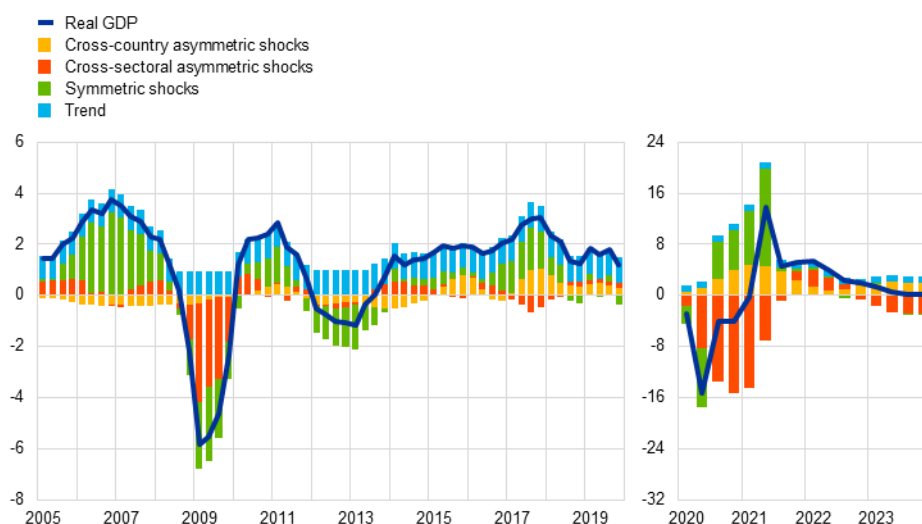 Real GDP
Cross-country asymmetric shocks
Cross-sectoral asymmetric shocks
Symmetric shocks
Trend
6 24
4 16
2 8
0 0
-2 -8
-4 -16
-6 -24
-8 -32
2005 2007 2009 2011 2013 2015 2017 2019 2020 2021 2022 2023